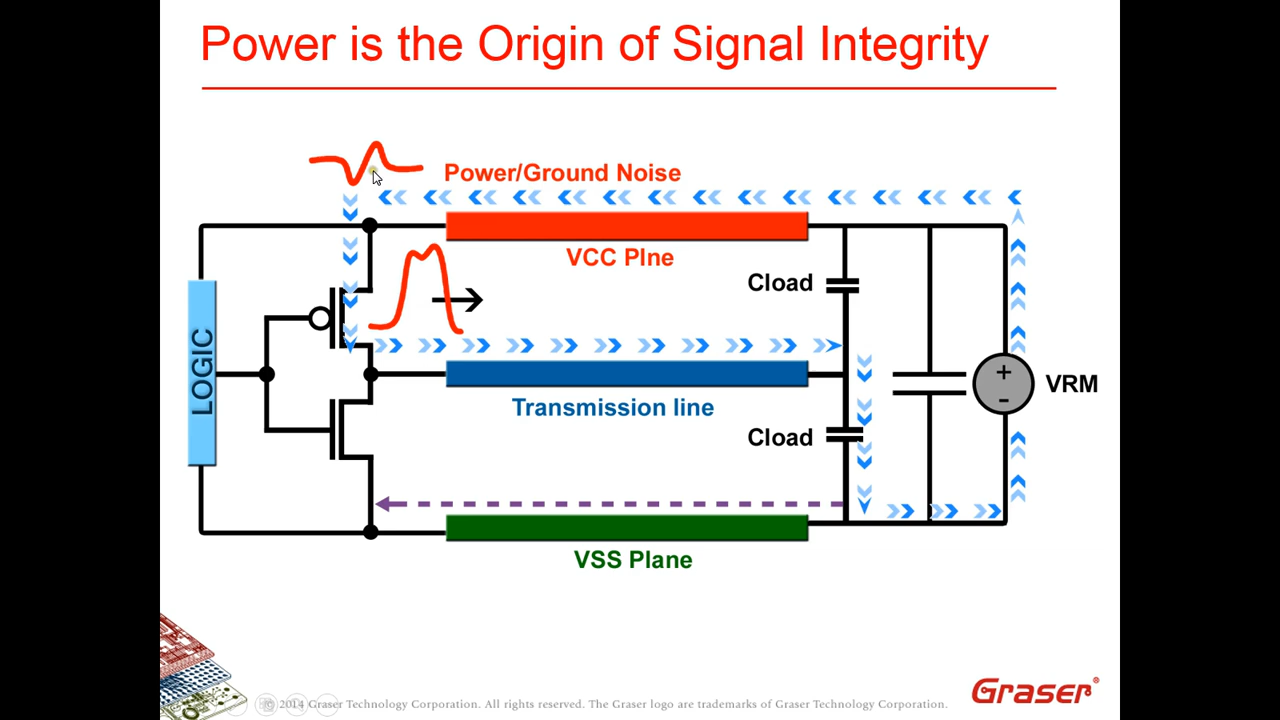 Power is the Origin of Signal Integrity
Power/Ground Noise
VCC Plne
Cload
LOGIC
+
-
VRM
Transmission line
Cload
VSS Plane
Graser®
© 2014 Graser Technology Corporation. All rights reserved. The Graser logo are trademarks of Graser Technology Corporation.